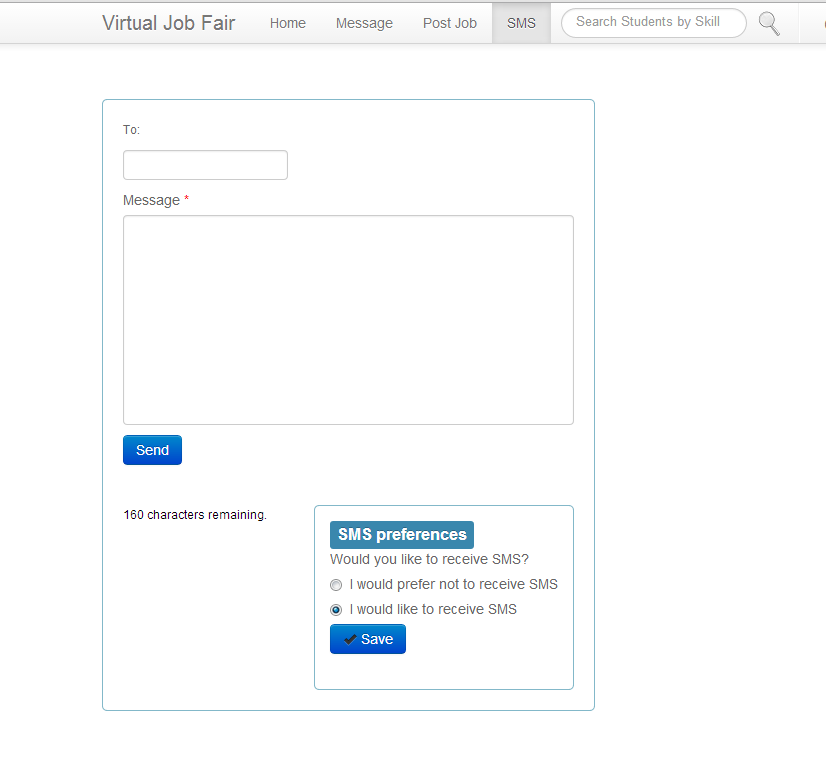 Virtual Job Fair Home Message Post Job SMS Search Students by Skill
To:
Message *
Send
160 characters remaining.
SMS preferences
Would you like to receive SMS?
I would prefer not to receive SMS
I would like to receive SMS
Save